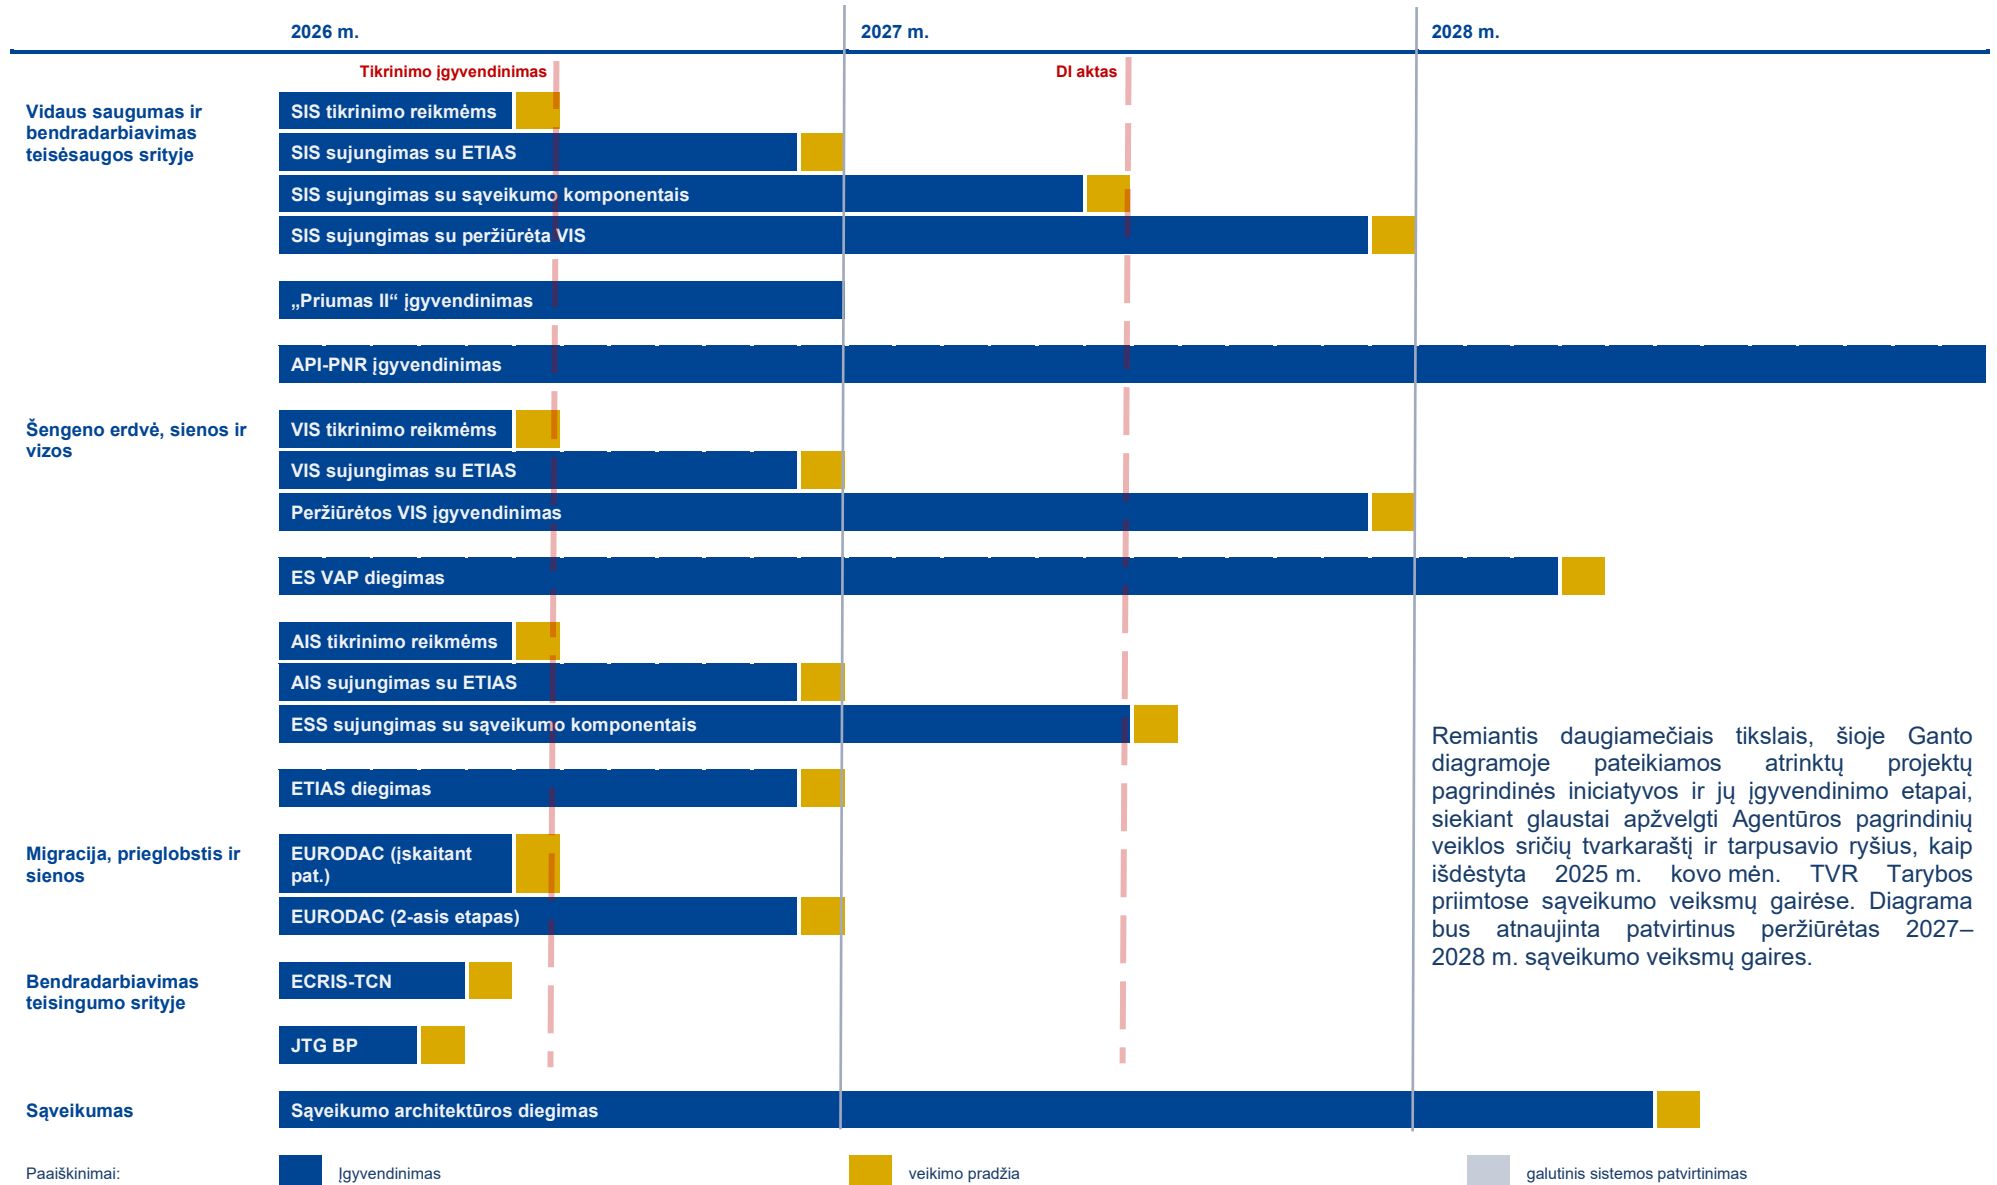 2026 m.
2027 m.
2028 m.
Tikrinimo įgyvendinimas
DI aktas
Vidaus saugumas ir
bendradarbiavimas
teisėsaugos srityje
SIS tikrinimo reikmėms
SIS sujungimas su ETIAS
SIS sujungimas su sąveikumo komponentais
SIS sujungimas su peržiūrėta VIS
„Priumas II“ įgyvendinimas
API-PNR įgyvendinimas
Šengeno erdvė, sienos ir
vizos
VIS tikrinimo reikmėms
VIS sujungimas su ETIAS
Peržiūrėtos VIS įgyvendinimas
ES VAP diegimas
AIS tikrinimo reikmėms
AIS sujungimas su ETIAS
ESS sujungimas su sąveikumo komponentais
ETIAS diegimas
Migracija, prieglobstis ir
sienos
EURODAC (įskaitant
pat.)
EURODAC (2-asis etapas)
Bendradarbiavimas
teisingumo srityje
ECRIS-TCN
JTG BP
Sąveikumas
Sąveikumo architektūros diegimas
Remiantis daugiamečiais tikslais, šioje Ganto
diagramoje pateikiamos atrinktų projektų
pagrindinės iniciatyvos ir jų įgyvendinimo etapai,
siekiant glaustai apžvelgti Agentūros pagrindinių
veiklos sričių tvarkaraštį ir tarpusavio ryšius, kaip
išdėstyta 2025 m. kovo mėn. TVR Tarybos
priimtose sąveikumo veiksmų gairėse. Diagrama
bus atnaujinta patvirtinus peržiūrėtas 2027–
2028 m. sąveikumo veiksmų gaires.
Paaiškinimai:
Įgyvendinimas
veikimo pradžia
galutinis sistemos patvirtinimas